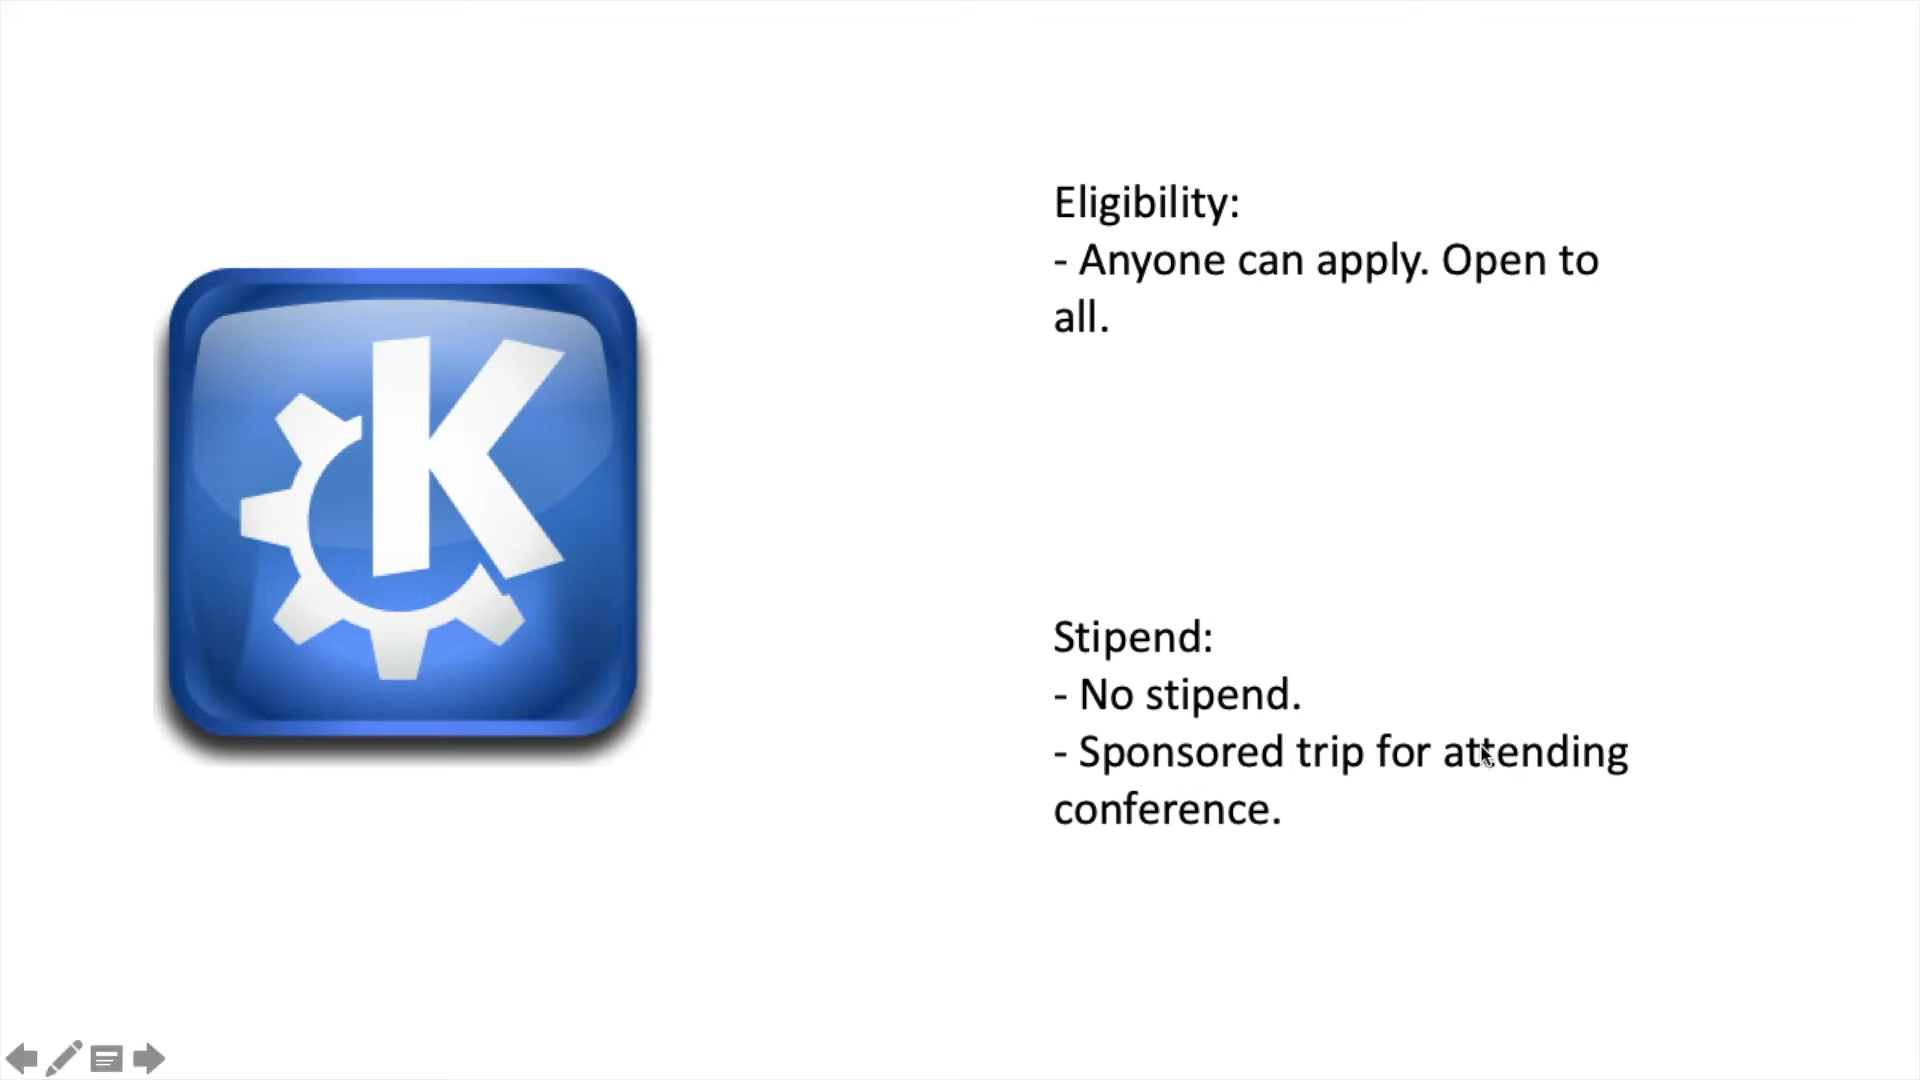 K
Eligibility:
- Anyone can apply. Open to
all.
Stipend:
- No stipend.
- Sponsored trip for attending
conference.